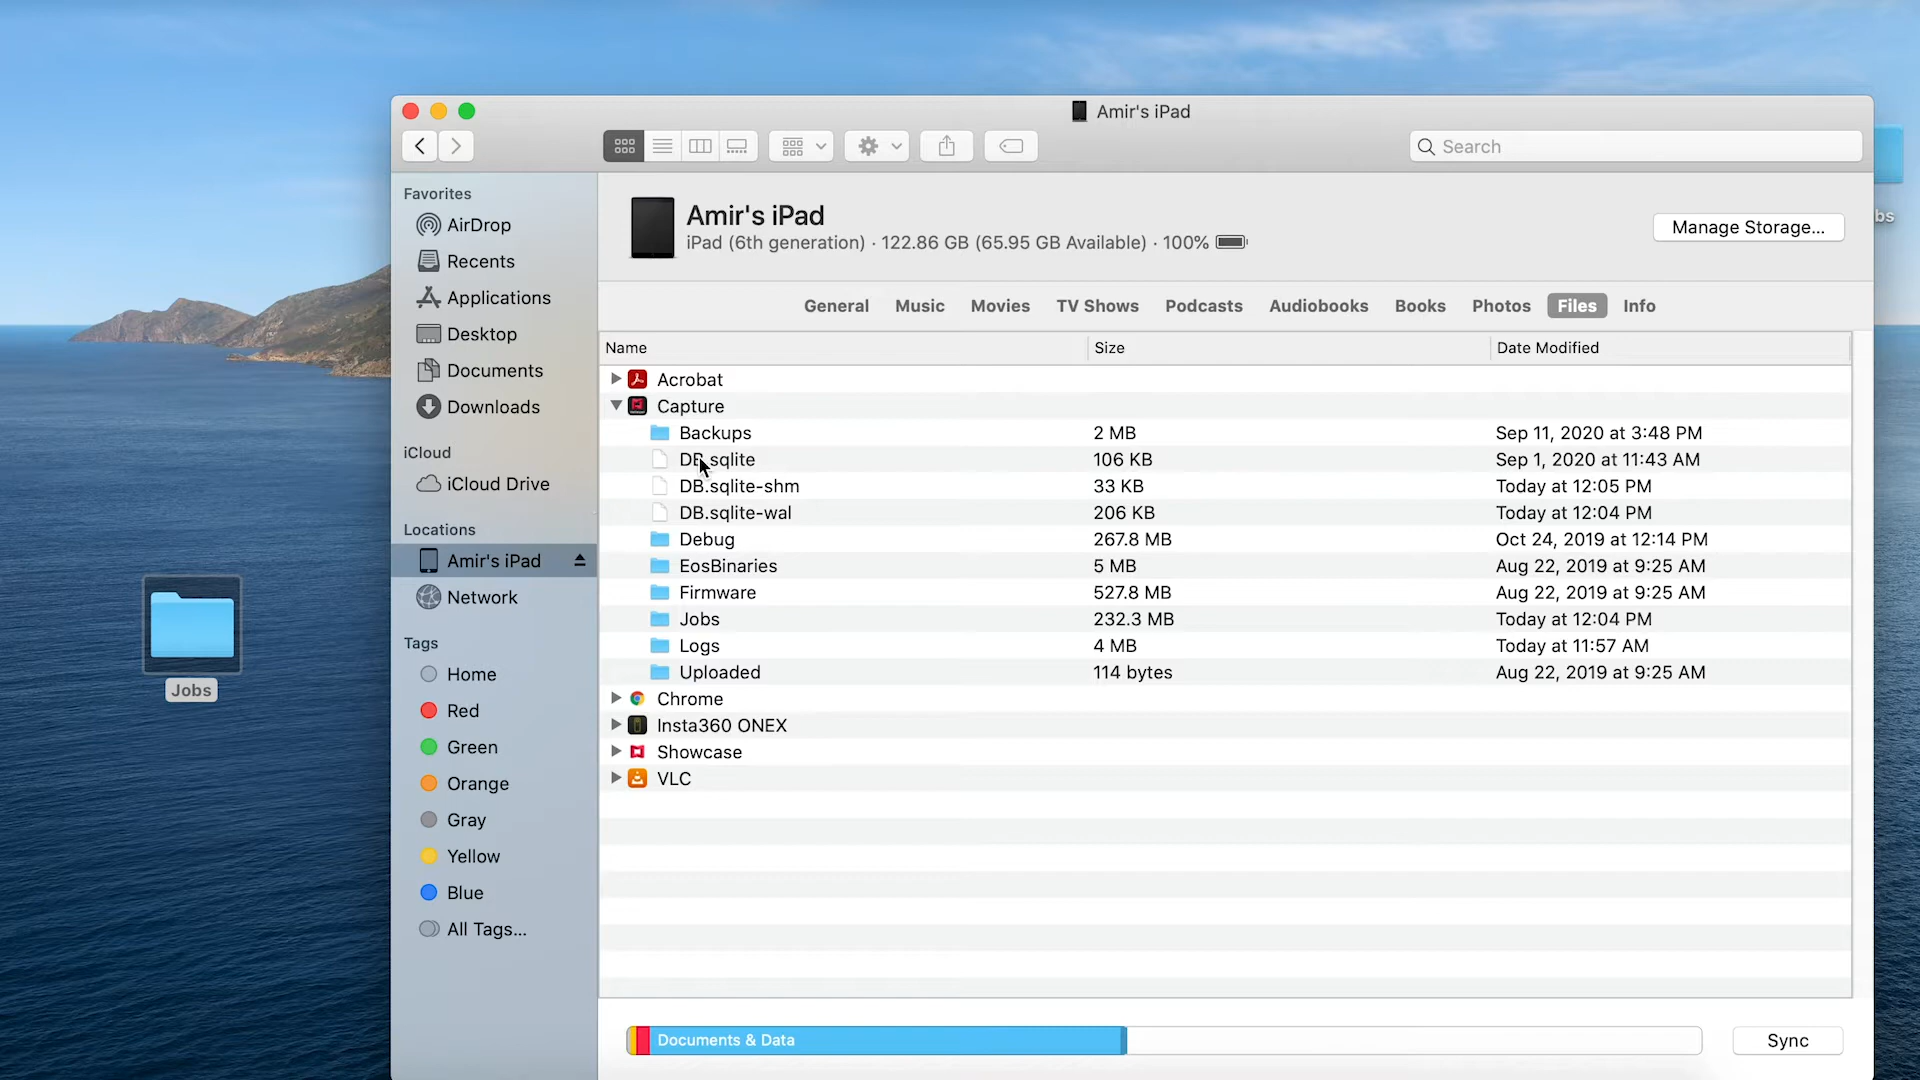 Amir's iPad
Search
Favorites
AirDrop
Recents
Applications
Desktop
Documents
Downloads
iCloud
iCloud Drive
Locations
Amir's iPad
Network
Tags
Home
Red
Green
Orange
Gray
Yellow
Blue
All Tags...
Amir's iPad
iPad (6th generation) · 122.86 GB (65.95 GB Available) · 100%
Manage Storage...
General Music Movies TV Shows Podcasts Audiobooks Books Photos Files Info
Name Size Date Modified
Acrobat
Capture
Backups 2 MB Sep 11, 2020 at 3:48 PM
DB.sqlite 106 KB Sep 1, 2020 at 11:43 AM
DB.sqlite-shm 33 KB Today at 12:05 PM
DB.sqlite-wal 206 KB Today at 12:04 PM
Debug 267.8 MB Oct 24, 2019 at 12:14 PM
EosBinaries 5 MB Aug 22, 2019 at 9:25 AM
Firmware 527.8 MB Aug 22, 2019 at 9:25 AM
Jobs 232.3 MB Today at 12:04 PM
Logs 4 MB Today at 11:57 AM
Uploaded 114 bytes Aug 22, 2019 at 9:25 AM
Chrome
Insta360 ONEX
Showcase
VLC
Documents & Data
Sync
Jobs
bs